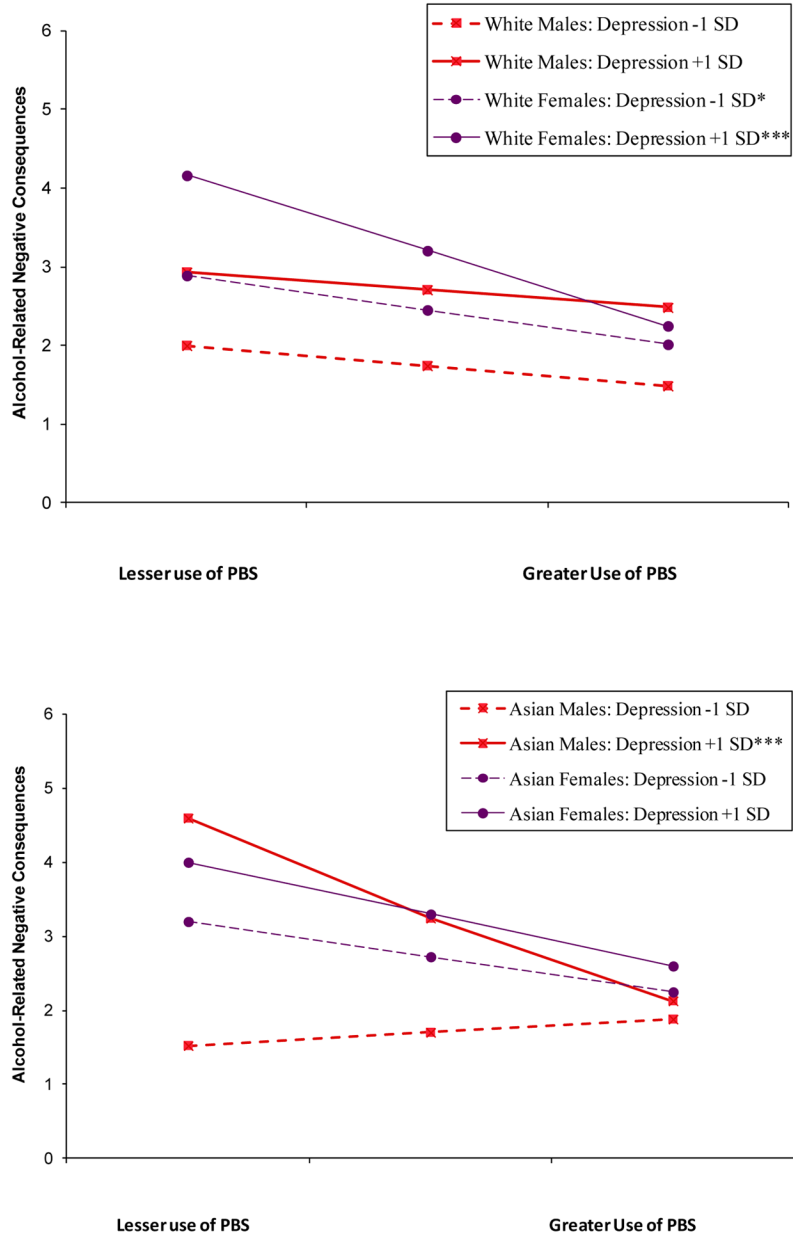 6
White Males: Depression -1 SD
White Males: Depression +1 SD
White Females: Depression -1 SD*
White Females: Depression +1 SD***
5
4
3
2
1
0
Alcohol-Related Negative Consequences
Lesser use of PBS Greater Use of PBS
6
Asian Males: Depression -1 SD
Asian Males: Depression +1 SD***
Asian Females: Depression -1 SD
Asian Females: Depression +1 SD
5
4
3
2
1
0
Alcohol-Related Negative Consequences
Lesser use of PBS Greater Use of PBS